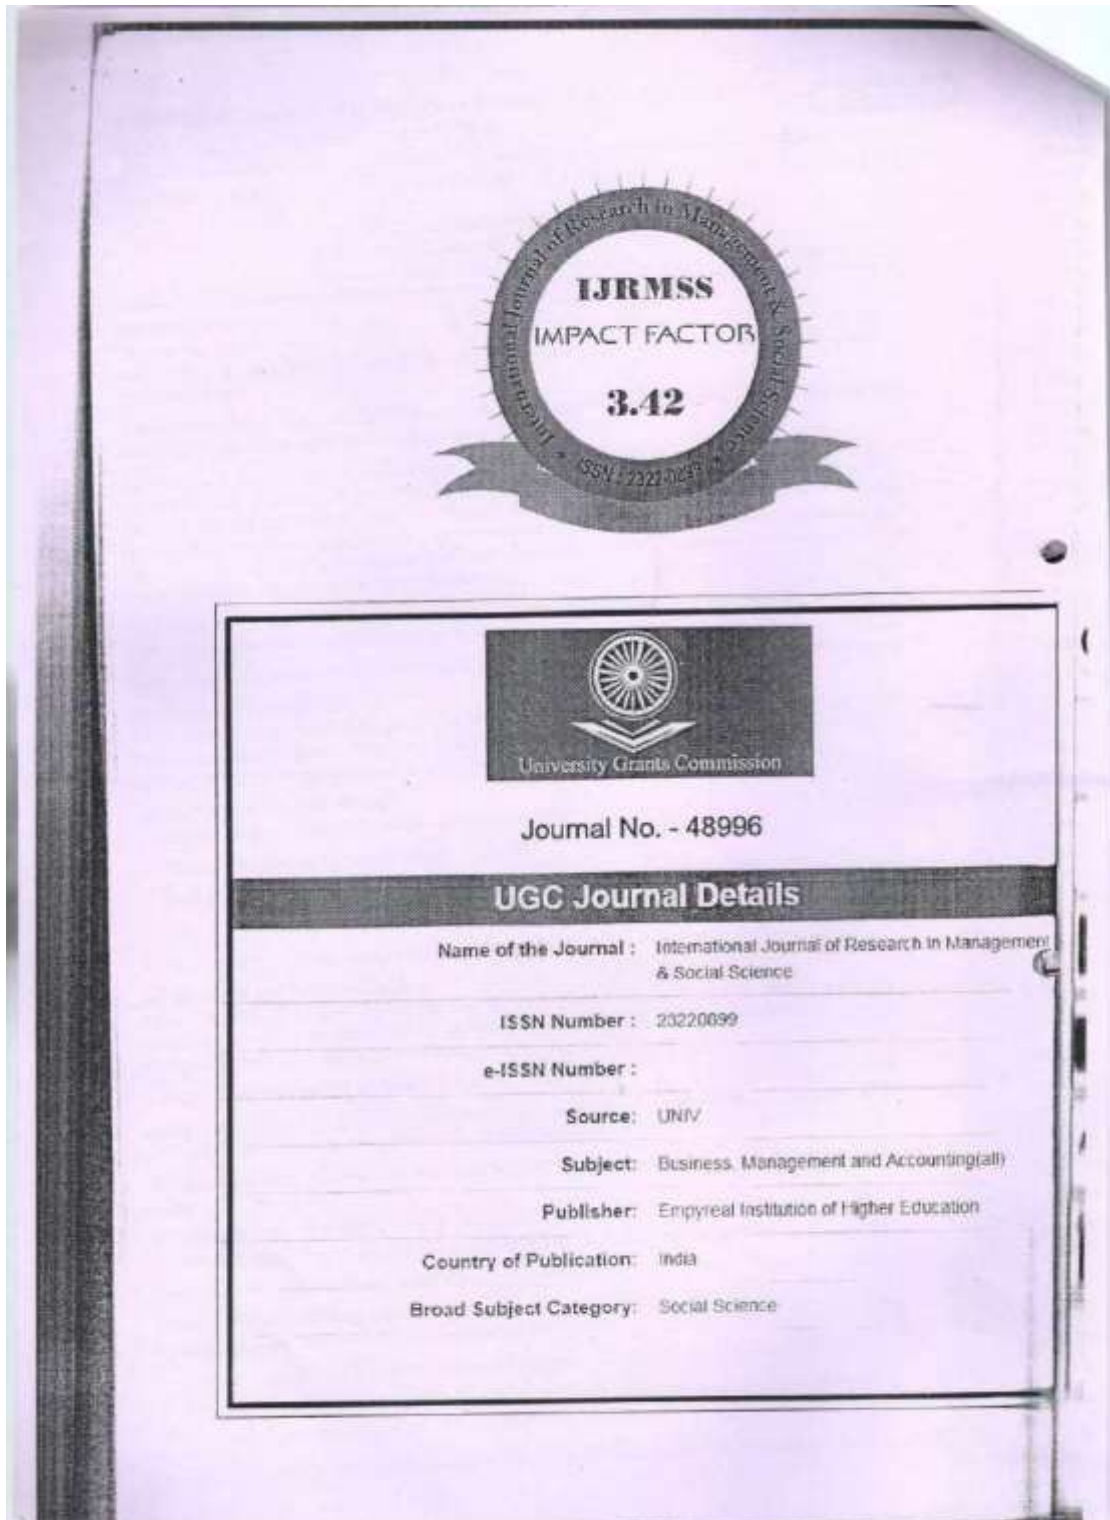 International Journal of Research in Management & Social Science
IJRMSS
IMPACT FACTOR
3.42
* ISSN : 2322-0899 *
University Grants Commission
Journal No. - 48996
UGC Journal Details
Name of the Journal : International Journal of Research in Management
& Social Science
ISSN Number : 23220899
e-ISSN Number :
Source: UNIV
Subject: Business, Management and Accounting(all)
Publisher: Empyreal Institution of Higher Education
Country of Publication: India
Broad Subject Category: Social Science